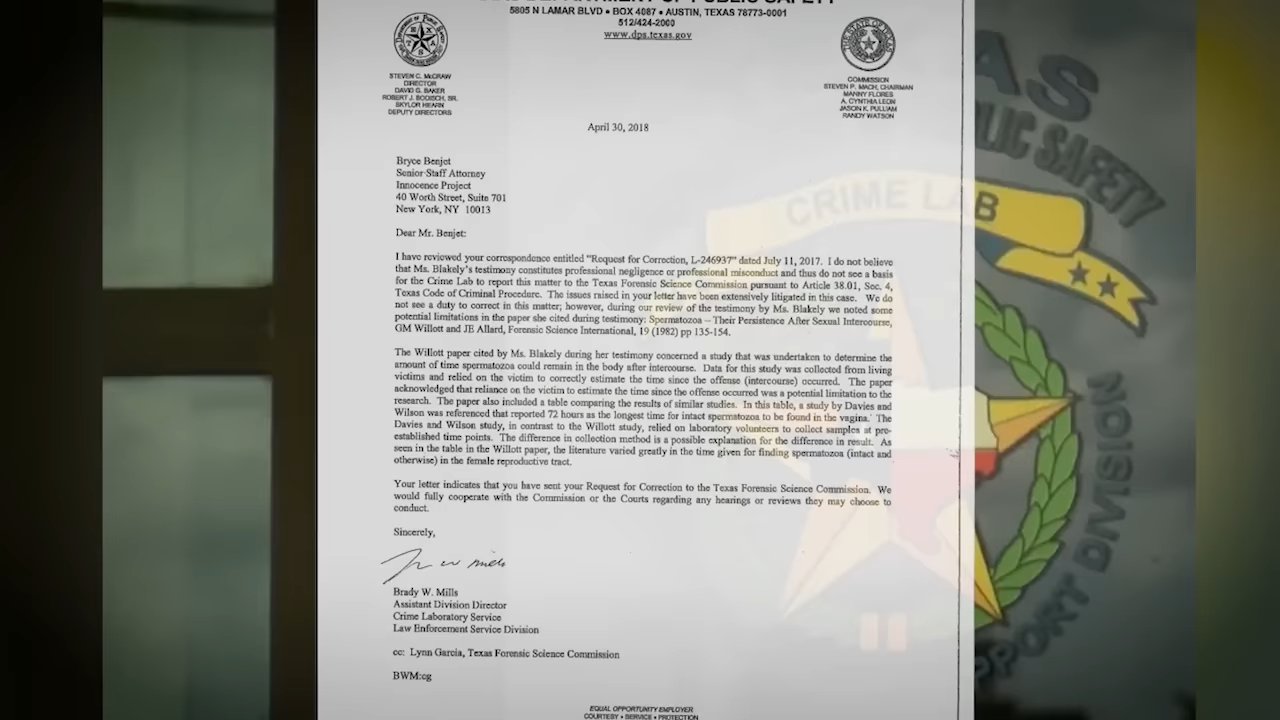 DEPARTMENT OF PUBLIC SAFETY
5805 N LAMAR BLVD • BOX 4087 • AUSTIN, TEXAS 78773-0001
512/424-2000
www.dps.texas.gov
STEVEN C. McCRAW
DIRECTOR
DAVID G. BAKER
ROBERT J. BODISCH, SR.
SKYLOR HEARN
DEPUTY DIRECTORS
COMMISSION
STEVEN P. MACH, CHAIRMAN
MANNY FLORES
A. CYNTHIA LEON
JASON K. PULLIAM
RANDY WATSON
April 30, 2018
Bryce Benjet
Senior Staff Attorney
Innocence Project
40 Worth Street, Suite 701
New York, NY 10013
Dear Mr. Benjet:
I have reviewed your correspondence entitled "Request for Correction, L-246937" dated July 11, 2017. I do not believe
that Ms. Blakely's testimony constitutes professional negligence or professional misconduct and thus do not see a basis
for the Crime Lab to report this matter to the Texas Forensic Science Commission pursuant to Article 38.01, Sec. 4,
Texas Code of Criminal Procedure. The issues raised in your letter have been extensively litigated in this case. We do
not see a duty to correct in this matter; however, during our review of the testimony by Ms. Blakely we noted some
potential limitations in the paper she cited during testimony: Spermatozoa – Their Persistence After Sexual Intercourse,
GM Willott and JE Allard, Forensic Science International, 19 (1982) pp 135-154.
The Willott paper cited by Ms. Blakely during her testimony concerned a study that was undertaken to determine the
amount of time spermatozoa could remain in the body after intercourse. Data for this study was collected from living
victims and relied on the victim to correctly estimate the time since the offense (intercourse) occurred. The paper
acknowledged that reliance on the victim to estimate the time since the offense occurred was a potential limitation to the
research. The paper also included a table comparing the results of similar studies. In this table, a study by Davies and
Wilson was referenced that reported 72 hours as the longest time for intact spermatozoa to be found in the vagina. The
Davies and Wilson study, in contrast to the Willott study, relied on laboratory volunteers to collect samples at pre-
established time points. The difference in collection method is a possible explanation for the difference in result. As
seen in the table in the Willott paper, the literature varied greatly in the time given for finding spermatozoa (intact and
otherwise) in the female reproductive tract.
Your letter indicates that you have sent your Request for Correction to the Texas Forensic Science Commission. We
would fully cooperate with the Commission or the Courts regarding any hearings or reviews they may choose to
conduct.
Sincerely,
Brady W. Mills
Assistant Division Director
Crime Laboratory Service
Law Enforcement Service Division
cc: Lynn Garcia, Texas Forensic Science Commission
BWM:cg
EQUAL OPPORTUNITY EMPLOYER
COURTESY • SERVICE • PROTECTION
AS
LIC SAFETY
CRIME LAB
PPORT DIVISION